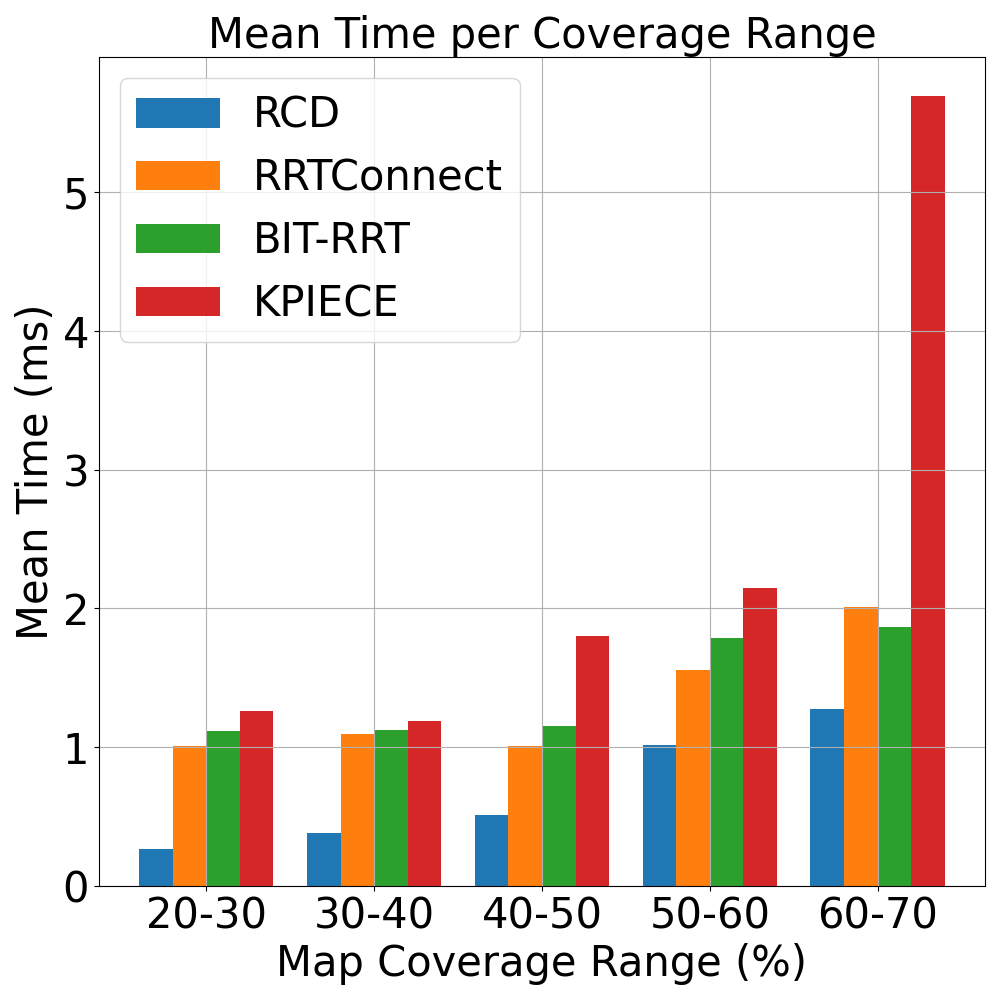 Mean Time per Coverage Range
RCD
RRTConnect
BIT-RRT
KPIECE
Mean Time (ms)
5
4
3
2
1
0
20-30 30-40 40-50 50-60 60-70
Map Coverage Range (%)